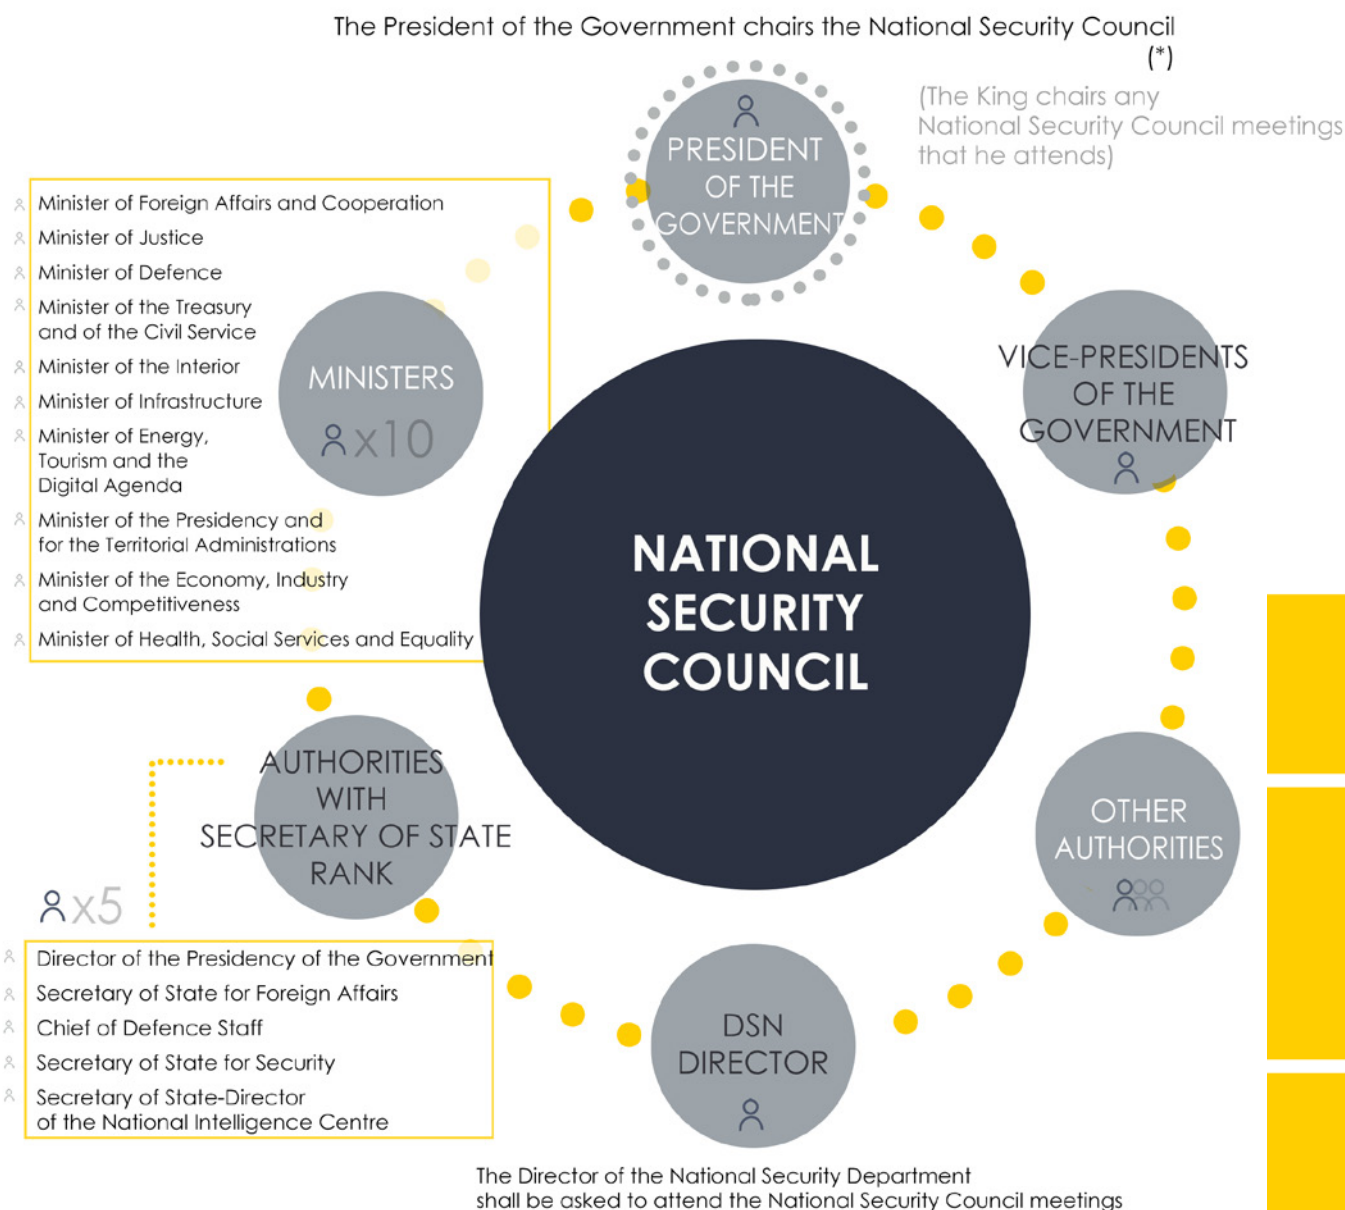 The President of the Government chairs the National Security Council
(*)
(The King chairs any
National Security Council meetings
that he attends)
PRESIDENT
OF THE
GOVERNMENT
Minister of Foreign Affairs and Cooperation
Minister of Justice
Minister of Defence
Minister of the Treasury
and of the Civil Service
Minister of the Interior
Minister of Infrastructure
Minister of Energy,
Tourism and the
Digital Agenda
Minister of the Presidency and
for the Territorial Administrations
Minister of the Economy, Industry
and Competitiveness
Minister of Health, Social Services and Equality
MINISTERS
x10
VICE-PRESIDENTS
OF THE
GOVERNMENT
NATIONAL
SECURITY
COUNCIL
AUTHORITIES
WITH
SECRETARY OF STATE
RANK
x5
Director of the Presidency of the Government
Secretary of State for Foreign Affairs
Chief of Defence Staff
Secretary of State for Security
Secretary of State-Director
of the National Intelligence Centre
OTHER
AUTHORITIES
DSN
DIRECTOR
The Director of the National Security Department
shall be asked to attend the National Security Council meetings